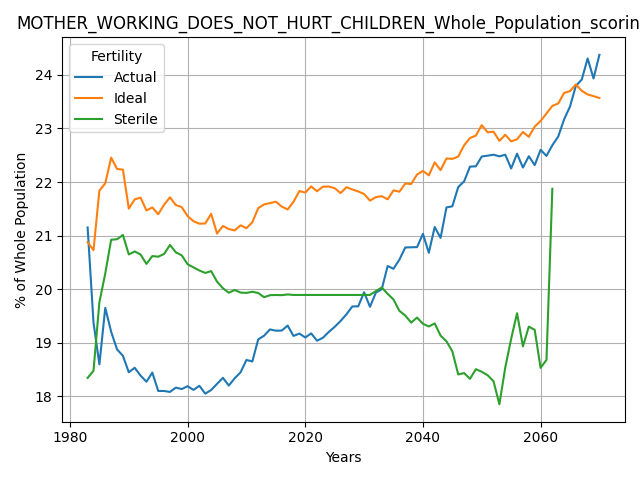 MOTHER_WORKING_DOES_NOT_HURT_CHILDREN_Whole_Population_scorin
Fertility
Actual
Ideal
Sterile
% of Whole Population
24
23
22
21
20
19
18
1980 2000 2020 2040 2060
Years